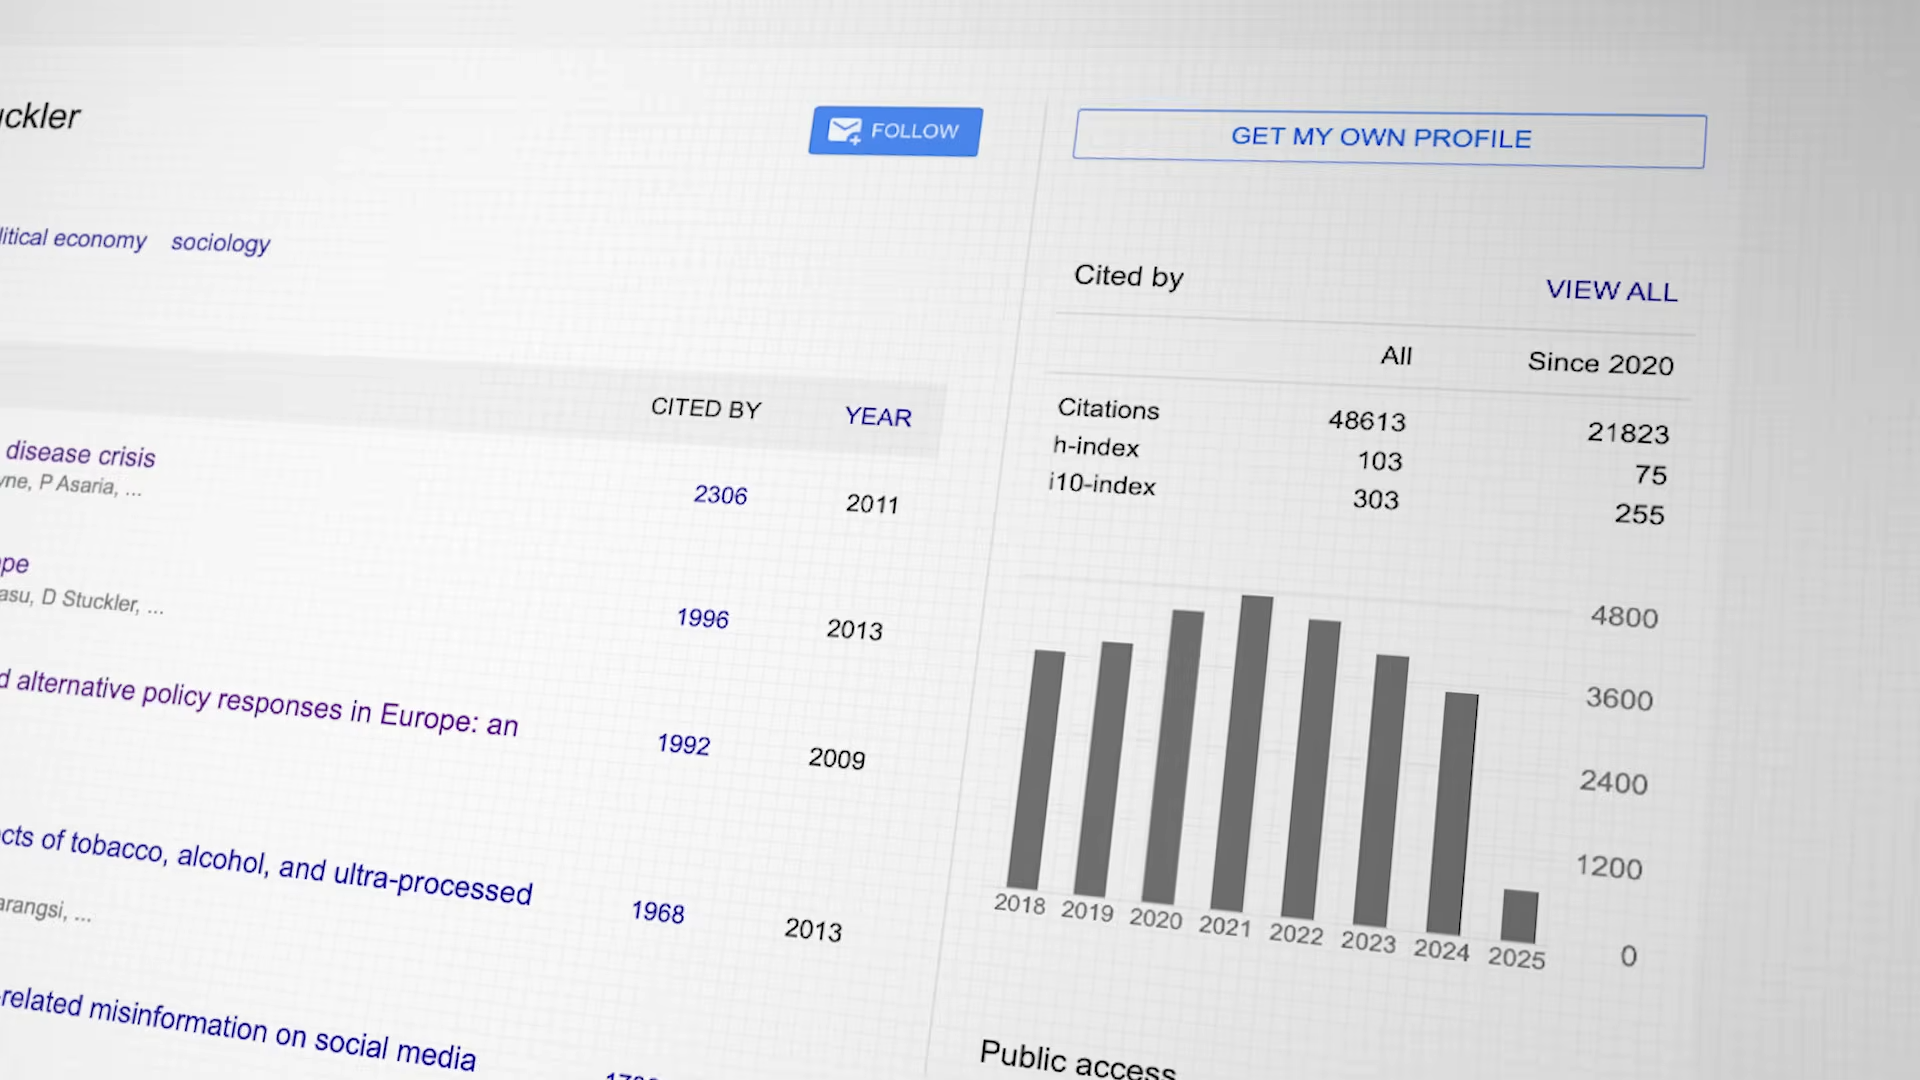 uckler
FOLLOW
GET MY OWN PROFILE
litical economy sociology
Cited by
VIEW ALL
All
Since 2020
Citations 48613 21823
h-index 103 75
i10-index 303 255
CITED BY YEAR
disease crisis
yne, P Asaria, ...
2306 2011
pe
asu, D Stuckler, ...
1996 2013
d alternative policy responses in Europe: an
1992 2009
cts of tobacco, alcohol, and ultra-processed
arangsi, ...
1968 2013
-related misinformation on social media
4800
3600
2400
1200
0
2018 2019 2020 2021 2022 2023 2024 2025
Public access